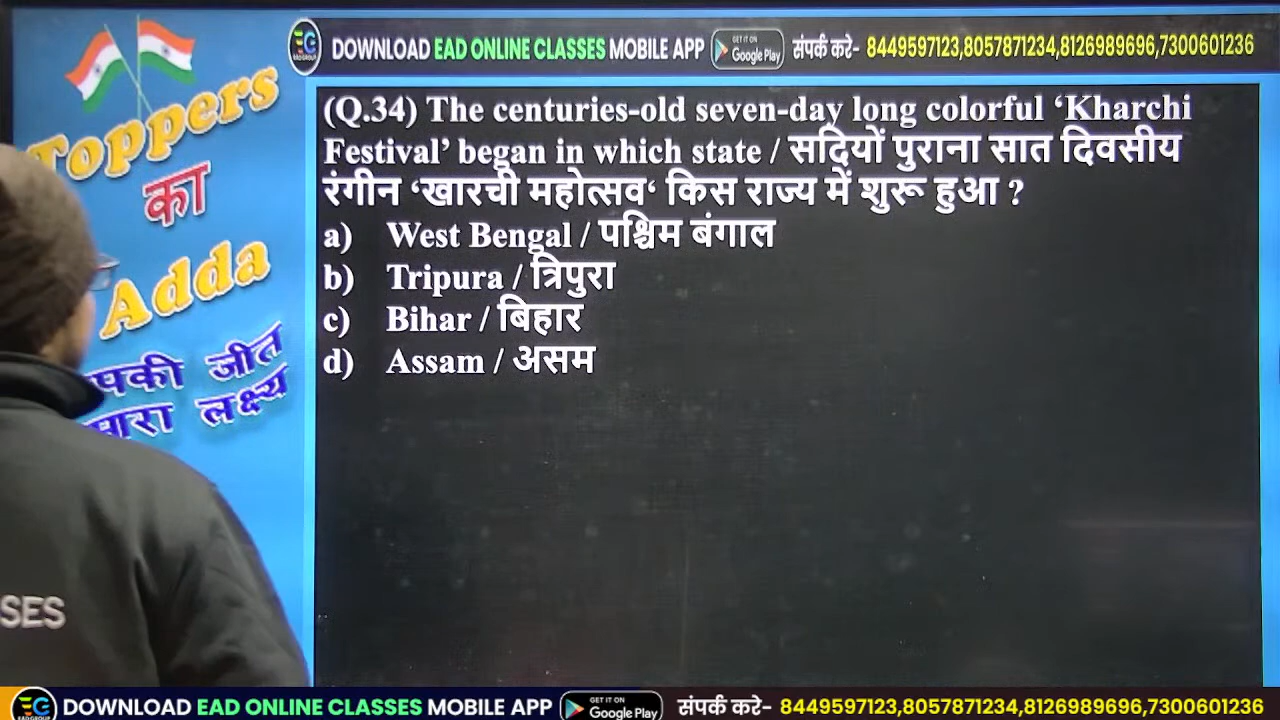 DOWNLOAD EAD ONLINE CLASSES MOBILE APP GET IT ON Google Play संपर्क करे- 8449597123,8057871234,8126989696,7300601236
Toppers
का
Adda
(Q.34) The centuries-old seven-day long colorful ‘Kharchi
Festival’ began in which state / सदियों पुराना सात दिवसीय
रंगीन ‘खारची महोत्सव‘ किस राज्य में शुरू हुआ ?
a) West Bengal / पश्चिम बंगाल
b) Tripura / त्रिपुरा
c) Bihar / बिहार
d) Assam / असम
जीत
लक्ष्य
SES
DOWNLOAD EAD ONLINE CLASSES MOBILE APP GET IT ON Google Play संपर्क करे- 8449597123,8057871234,8126989696,7300601236